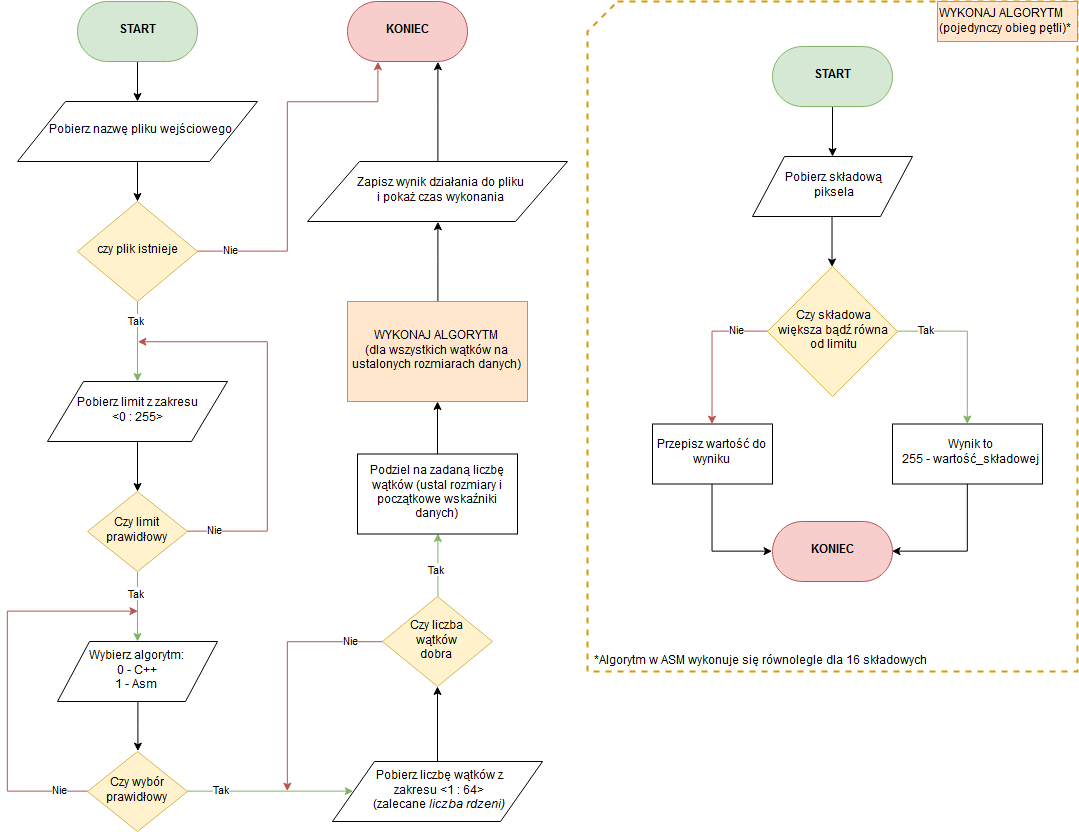 START
Pobierz nazwę pliku wejściowego
czy plik istnieje
Nie
Tak
Pobierz limit z zakresu
<0 : 255>
Czy limit
prawidłowy
Nie
Tak
Wybierz algorytm:
0 - C++
1 - Asm
Czy wybór
prawidłowy
Nie
Tak
Pobierz liczbę wątków z
zakresu <1 : 64>
(zalecane liczba rdzeni)
Czy liczba
wątków
dobra
Nie
Tak
Podziel na zadaną liczbę
wątków (ustal rozmiary i
początkowe wskaźniki
danych)
WYKONAJ ALGORYTM
(dla wszystkich wątków na
ustalonych rozmiarach danych)
Zapisz wynik działania do pliku
i pokaż czas wykonania
KONIEC
WYKONAJ ALGORYTM
(pojedynczy obieg pętli)*
START
Pobierz składową
piksela
Czy składowa
większa bądź równa
od limitu
Nie
Tak
Przepisz wartość do
wyniku
Wynik to
255 - wartość_składowej
KONIEC
*Algorytm w ASM wykonuje się równolegle dla 16 składowych